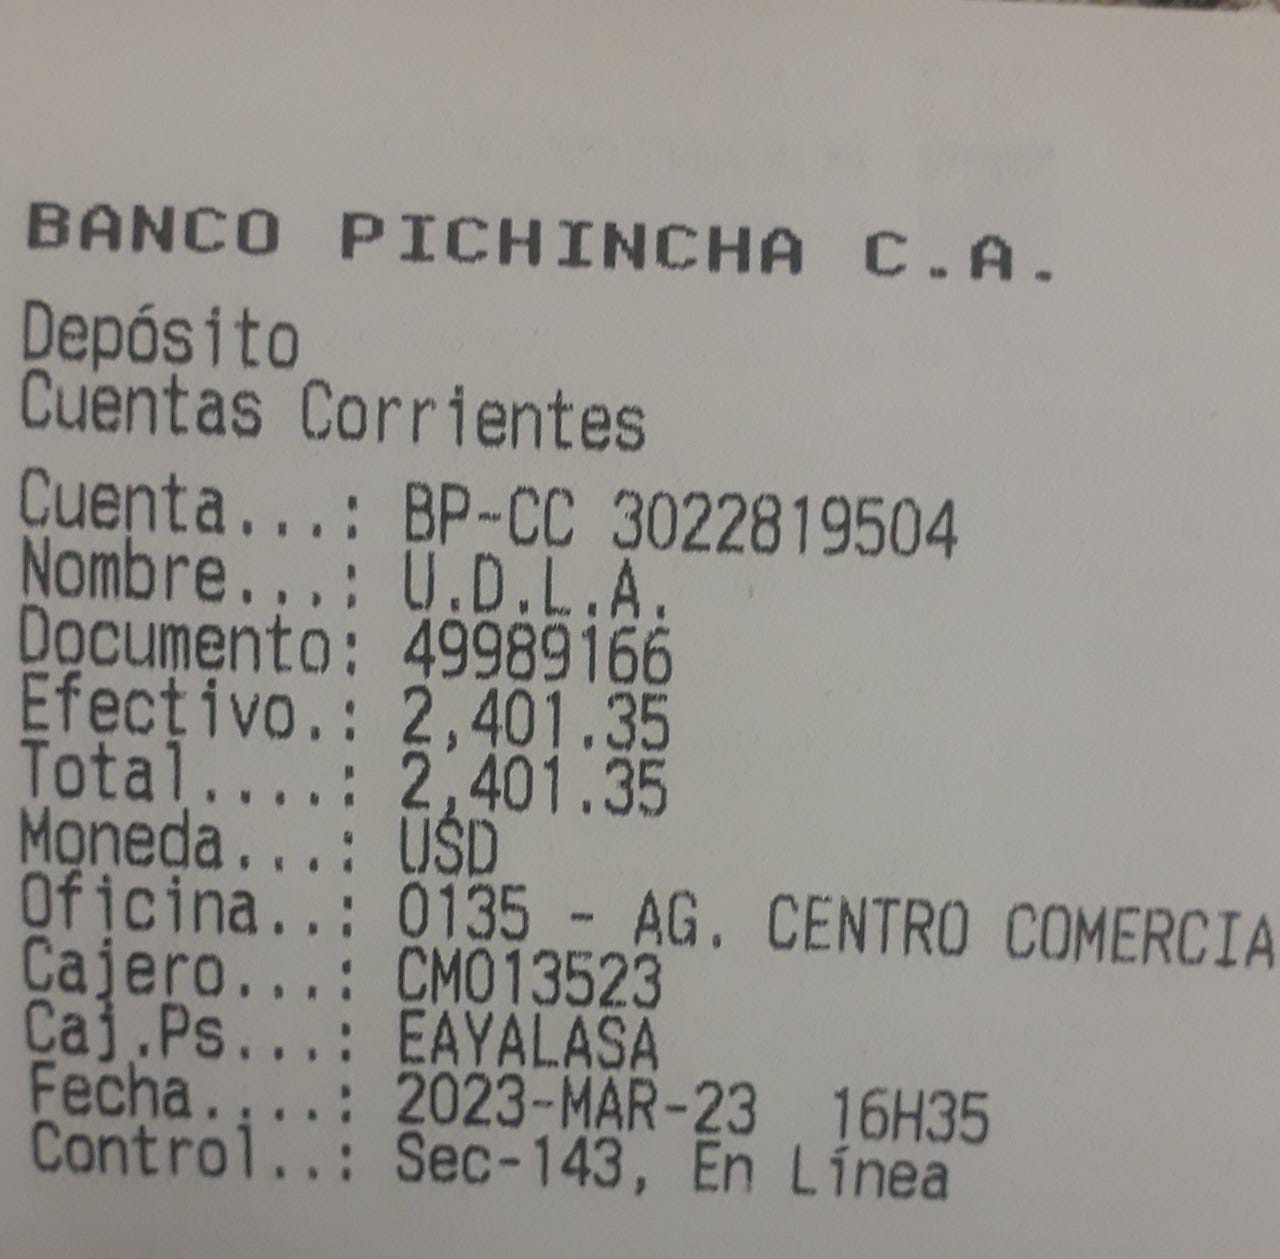 BANCO PICHINCHA C.A.
Depósito
Cuentas Corrientes
Cuenta...: BP-CC 3022819504
Nombre...: U.D.L.A.
Documento: 49989166
Efectivo.: 2,401.35
Total....: 2,401.35
Moneda...: USD
Oficina..: 0135 - AG. CENTRO COMERCIA
Cajero...: CM013523
Caj.Ps...: EAYALASA
Fecha....: 2023-MAR-23  16H35
Control..: Sec-143, En Línea